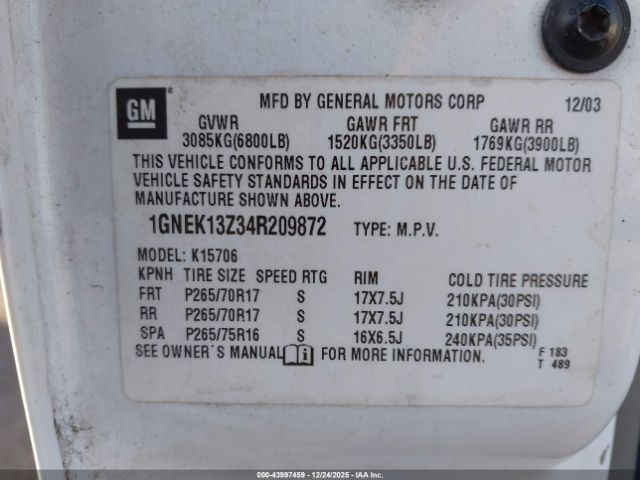 GM
MFD BY GENERAL MOTORS CORP 12/03
GVWR GAWR FRT GAWR RR
3085KG(6800LB) 1520KG(3350LB) 1769KG(3900LB)
THIS VEHICLE CONFORMS TO ALL APPLICABLE U.S. FEDERAL MOTOR
VEHICLE SAFETY STANDARDS IN EFFECT ON THE DATE OF
MANUFACTURE SHOWN ABOVE.
1GNEK13Z34R209872 TYPE: M.P.V.
MODEL: K15706
KPNH TIRE SIZE SPEED RTG RIM COLD TIRE PRESSURE
FRT P265/70R17 S 17X7.5J 210KPA(30PSI)
RR P265/70R17 S 17X7.5J 210KPA(30PSI)
SPA P265/75R16 S 16X6.5J 240KPA(35PSI)
SEE OWNER'S MANUAL i FOR MORE INFORMATION.
F 183
T 489
000-43997459 - 12/24/2025 - IAA Inc.